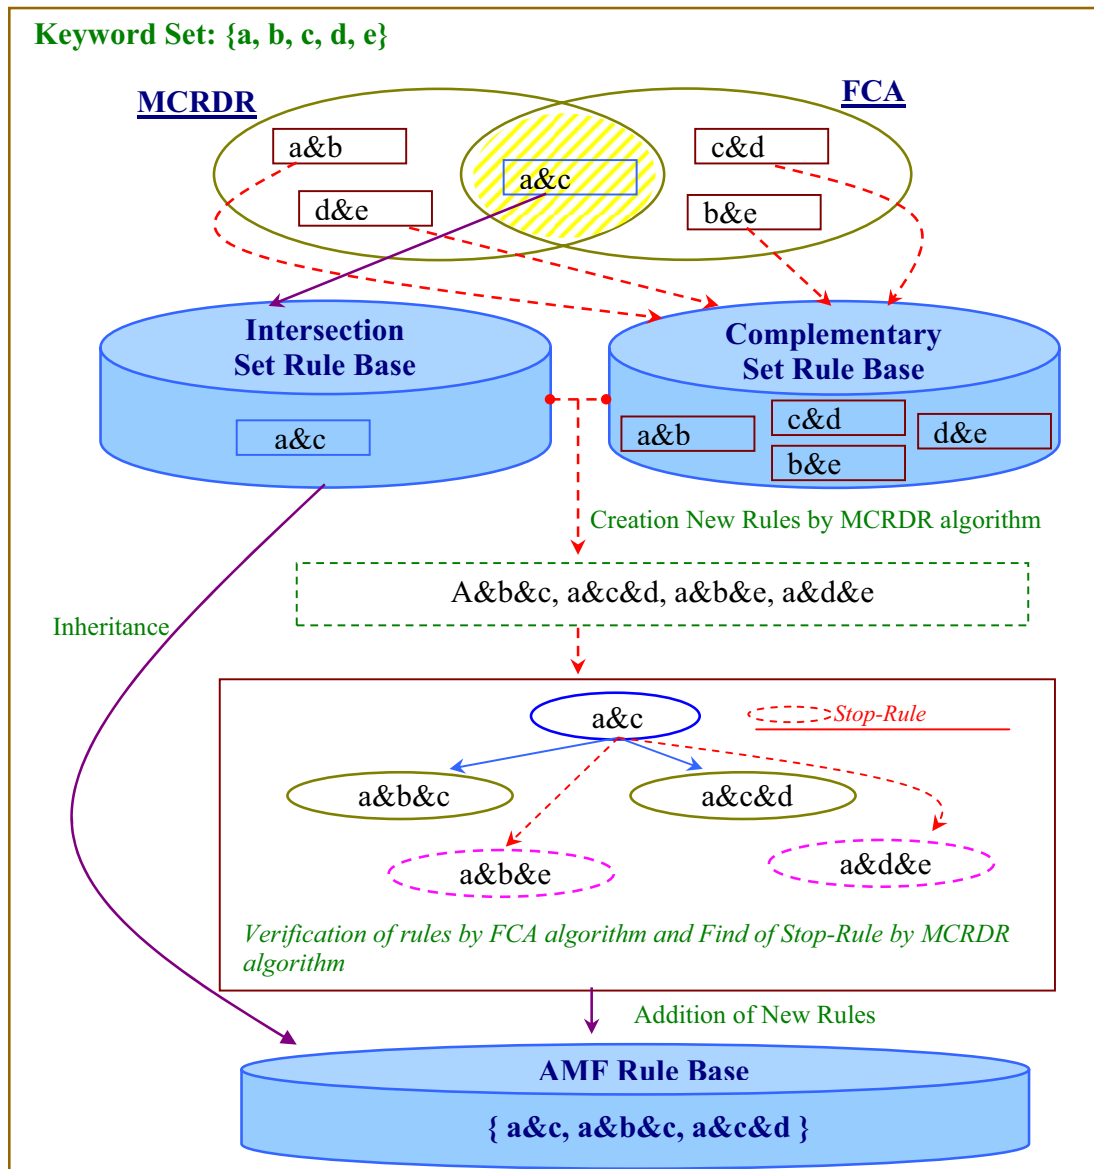 Keyword Set: {a, b, c, d, e}
MCRDR
FCA
a&b
c&d
a&c
d&e
b&e
Intersection
Set Rule Base
Complementary
Set Rule Base
a&c
a&b
c&d
d&e
b&e
Creation New Rules by MCRDR algorithm
A&b&c, a&c&d, a&b&e, a&d&e
Inheritance
a&c
Stop-Rule
a&b&c
a&c&d
a&b&e
a&d&e
Verification of rules by FCA algorithm and Find of Stop-Rule by MCRDR
algorithm
Addition of New Rules
AMF Rule Base
{ a&c, a&b&c, a&c&d }